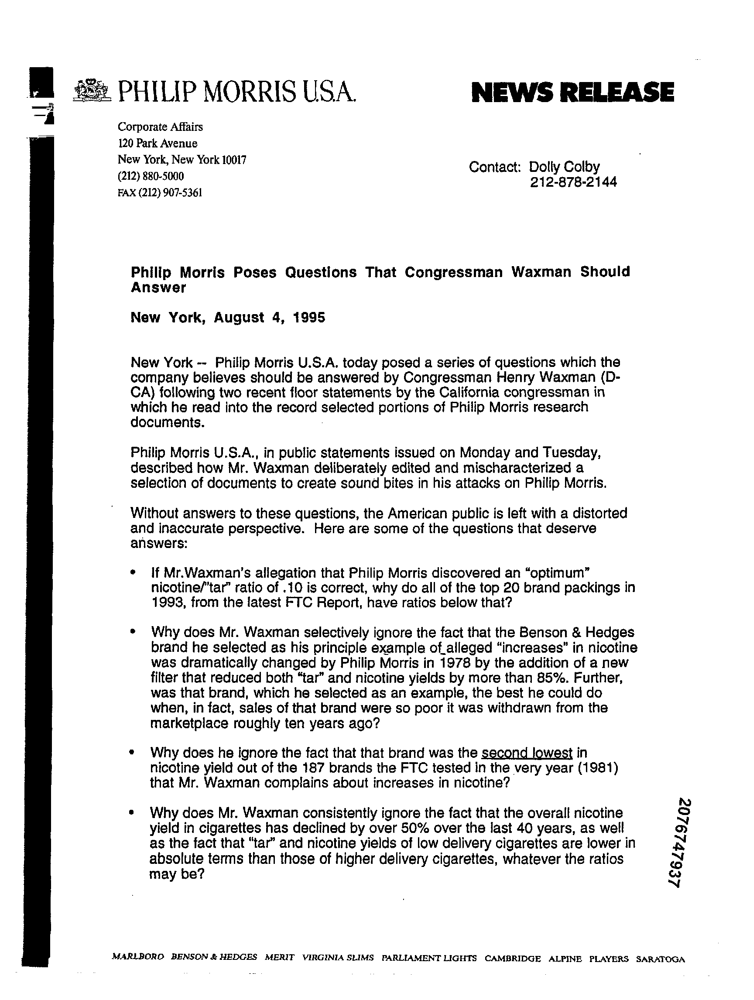 PHILIP MORRIS U.S.A.
NEWS RELEASE
Corporate Affairs
120 Park Avenue
New York, New York 10017
(212) 880-5000
FAX (212) 907-5361
Contact: Dolly Colby
212-878-2144
Philip Morris Poses Questions That Congressman Waxman Should
Answer
New York, August 4, 1995
New York -- Philip Morris U.S.A. today posed a series of questions which the
company believes should be answered by Congressman Henry Waxman (D-
CA) following two recent floor statements by the California congressman in
which he read into the record selected portions of Philip Morris research
documents.
Philip Morris U.S.A., in public statements issued on Monday and Tuesday,
described how Mr. Waxman deliberately edited and mischaracterized a
selection of documents to create sound bites in his attacks on Philip Morris.
Without answers to these questions, the American public is left with a distorted
and inaccurate perspective. Here are some of the questions that deserve
answers:
• If Mr.Waxman's allegation that Philip Morris discovered an "optimum"
nicotine/"tar" ratio of .10 is correct, why do all of the top 20 brand packings in
1993, from the latest FTC Report, have ratios below that?
• Why does Mr. Waxman selectively ignore the fact that the Benson & Hedges
brand he selected as his principle example of alleged "increases" in nicotine
was dramatically changed by Philip Morris in 1978 by the addition of a new
filter that reduced both "tar" and nicotine yields by more than 85%. Further,
was that brand, which he selected as an example, the best he could do
when, in fact, sales of that brand were so poor it was withdrawn from the
marketplace roughly ten years ago?
• Why does he ignore the fact that that brand was the second lowest in
nicotine yield out of the 187 brands the FTC tested in the very year (1981)
that Mr. Waxman complains about increases in nicotine?
• Why does Mr. Waxman consistently ignore the fact that the overall nicotine
yield in cigarettes has declined by over 50% over the last 40 years, as well
as the fact that "tar" and nicotine yields of low delivery cigarettes are lower in
absolute terms than those of higher delivery cigarettes, whatever the ratios
may be?
2076747937
MARLBORO BENSON & HEDGES MERIT VIRGINIA SLIMS PARLIAMENT LIGHTS CAMBRIDGE ALPINE PLAYERS SARATOGA